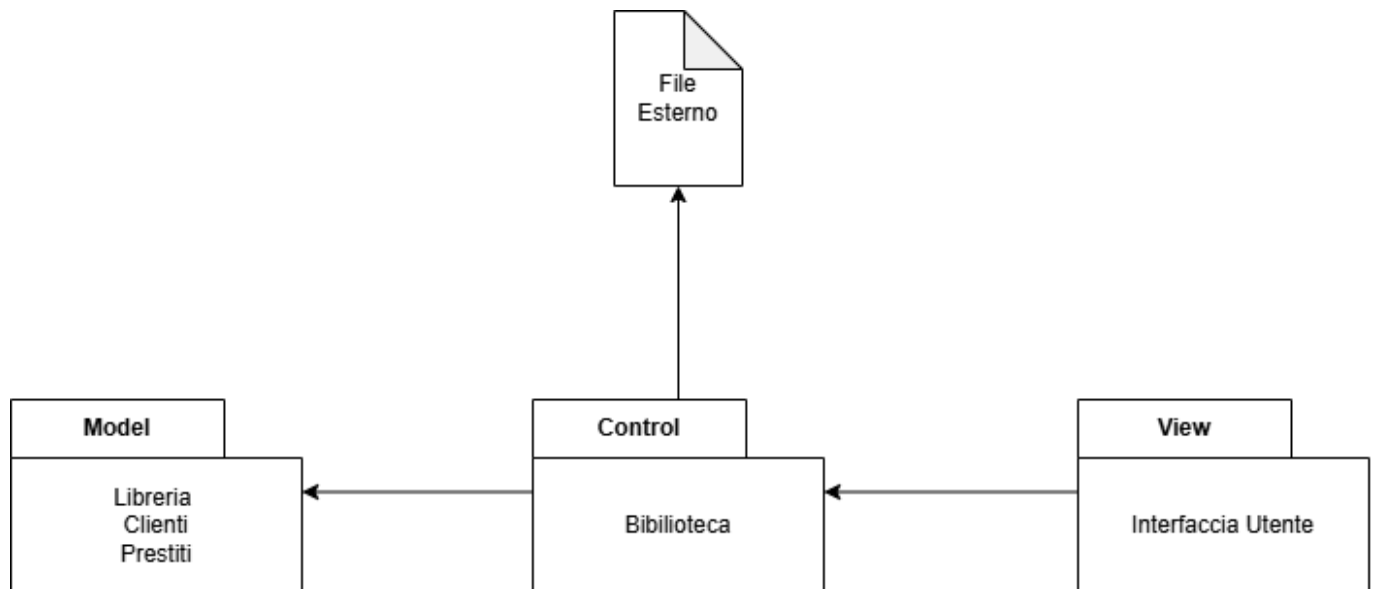 File
Esterno
Model
Libreria
Clienti
Prestiti
Control
Bibilioteca
View
Interfaccia Utente